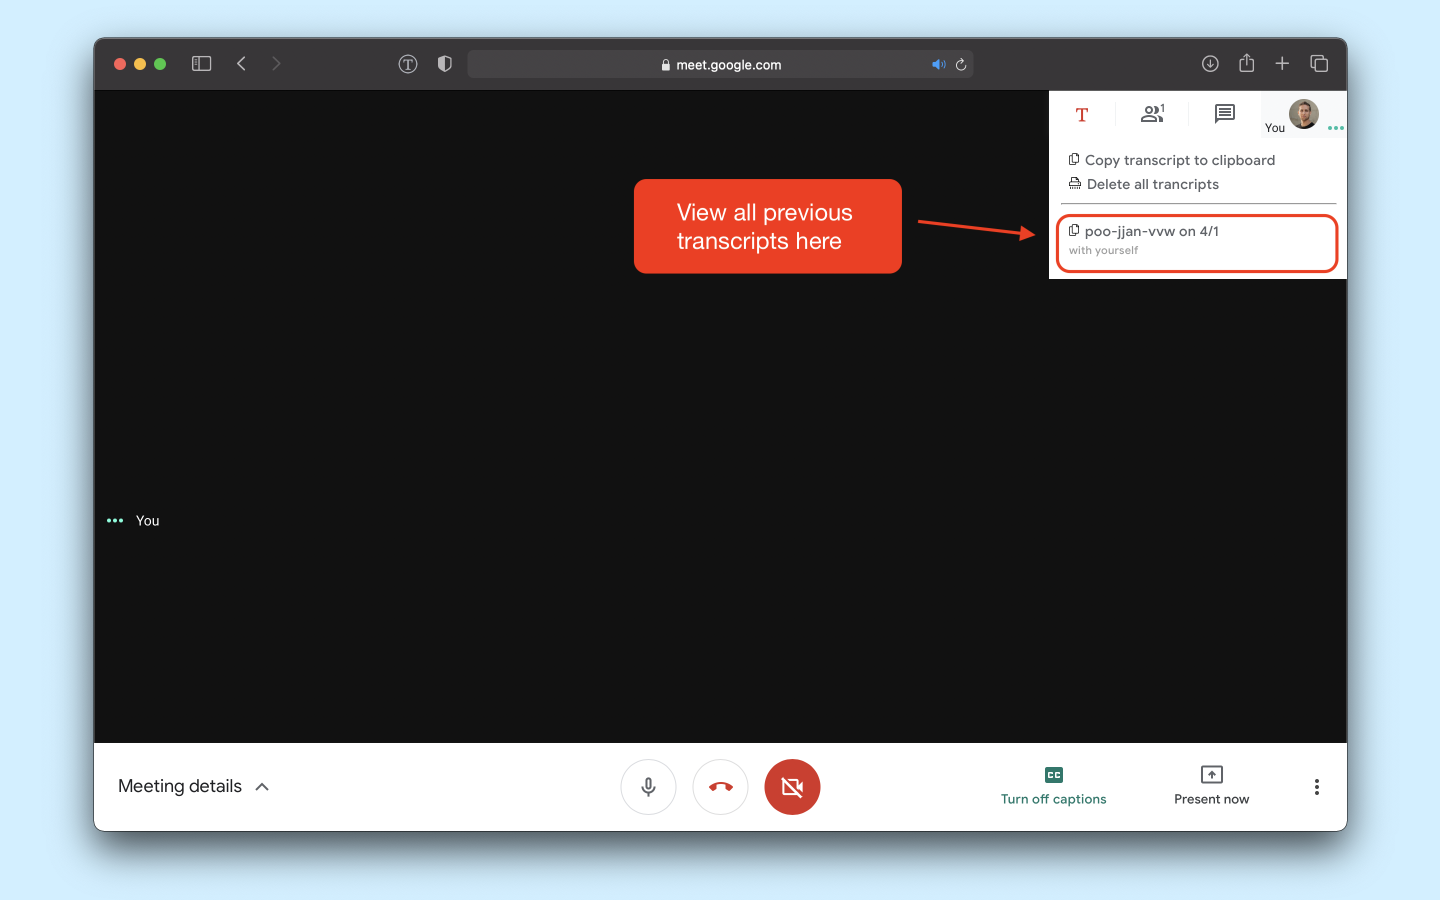 meet.google.com
T
1
You
Copy transcript to clipboard
Delete all trancripts
View all previous
transcripts here
poo-jjan-vvw on 4/1
with yourself
You
Meeting details
CC
Turn off captions
Present now